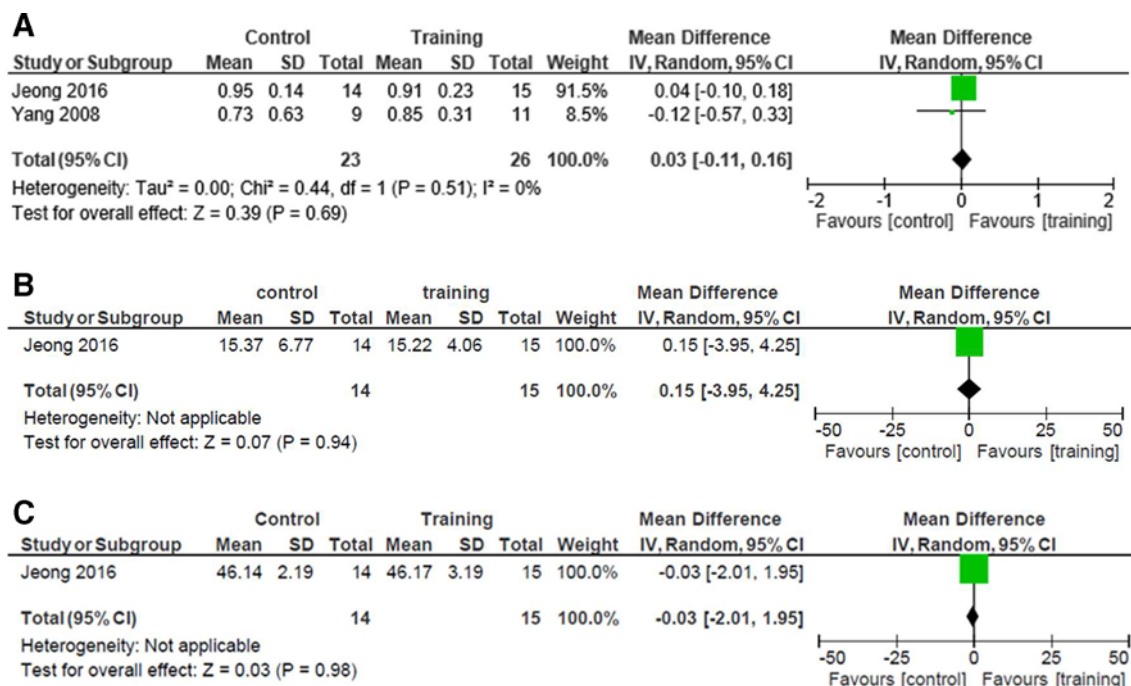 A
Control Training Mean Difference Mean Difference
Study or Subgroup Mean SD Total Mean SD Total Weight IV, Random, 95% CI IV, Random, 95% CI
Jeong 2016 0.95 0.14 14 0.91 0.23 15 91.5% 0.04 [-0.10, 0.18]
Yang 2008 0.73 0.63 9 0.85 0.31 11 8.5% -0.12 [-0.57, 0.33]
Total (95% CI) 23 26 100.0% 0.03 [-0.11, 0.16]
Heterogeneity: Tau² = 0.00; Chi² = 0.44, df = 1 (P = 0.51); I² = 0%
Test for overall effect: Z = 0.39 (P = 0.69)
-2 -1 0 1 2
Favours [control] Favours [training]
B
control training Mean Difference Mean Difference
Study or Subgroup Mean SD Total Mean SD Total Weight IV, Random, 95% CI IV, Random, 95% CI
Jeong 2016 15.37 6.77 14 15.22 4.06 15 100.0% 0.15 [-3.95, 4.25]
Total (95% CI) 14 15 100.0% 0.15 [-3.95, 4.25]
Heterogeneity: Not applicable
Test for overall effect: Z = 0.07 (P = 0.94)
-50 -25 0 25 50
Favours [control] Favours [training]
C
Control Training Mean Difference Mean Difference
Study or Subgroup Mean SD Total Mean SD Total Weight IV, Random, 95% CI IV, Random, 95% CI
Jeong 2016 46.14 2.19 14 46.17 3.19 15 100.0% -0.03 [-2.01, 1.95]
Total (95% CI) 14 15 100.0% -0.03 [-2.01, 1.95]
Heterogeneity: Not applicable
Test for overall effect: Z = 0.03 (P = 0.98)
-50 -25 0 25 50
Favours [control] Favours [training]